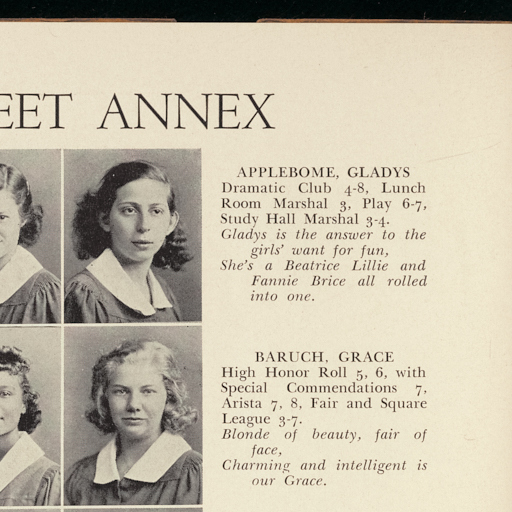 EET ANNEX
APPLEBOME, GLADYS
Dramatic Club 4-8, Lunch
Room Marshal 3, Play 6-7,
Study Hall Marshal 3-4.
Gladys is the answer to the
girls' want for fun,
She's a Beatrice Lillie and
Fannie Brice all rolled
into one.
BARUCH, GRACE
High Honor Roll 5, 6, with
Special Commendations 7,
Arista 7, 8, Fair and Square
League 3-7.
Blonde of beauty, fair of
face,
Charming and intelligent is
our Grace.